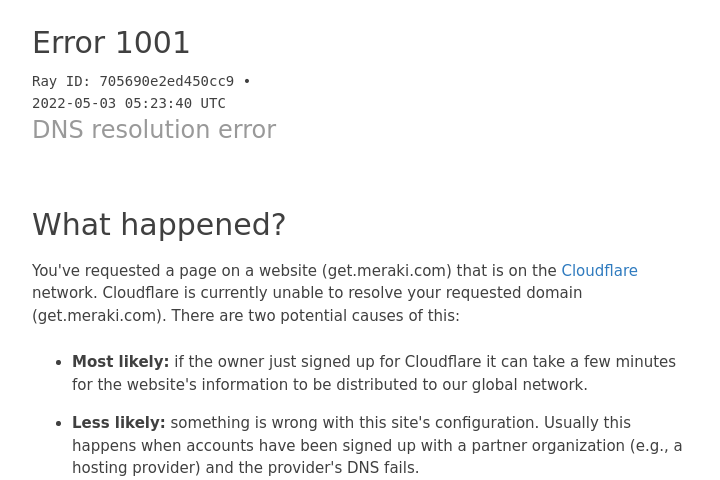 Error 1001
Ray ID: 705690e2ed450cc9 •
2022-05-03 05:23:40 UTC
DNS resolution error
What happened?
You've requested a page on a website (get.meraki.com) that is on the Cloudflare
network. Cloudflare is currently unable to resolve your requested domain
(get.meraki.com). There are two potential causes of this:
• Most likely: if the owner just signed up for Cloudflare it can take a few minutes
for the website's information to be distributed to our global network.
• Less likely: something is wrong with this site's configuration. Usually this
happens when accounts have been signed up with a partner organization (e.g., a
hosting provider) and the provider's DNS fails.